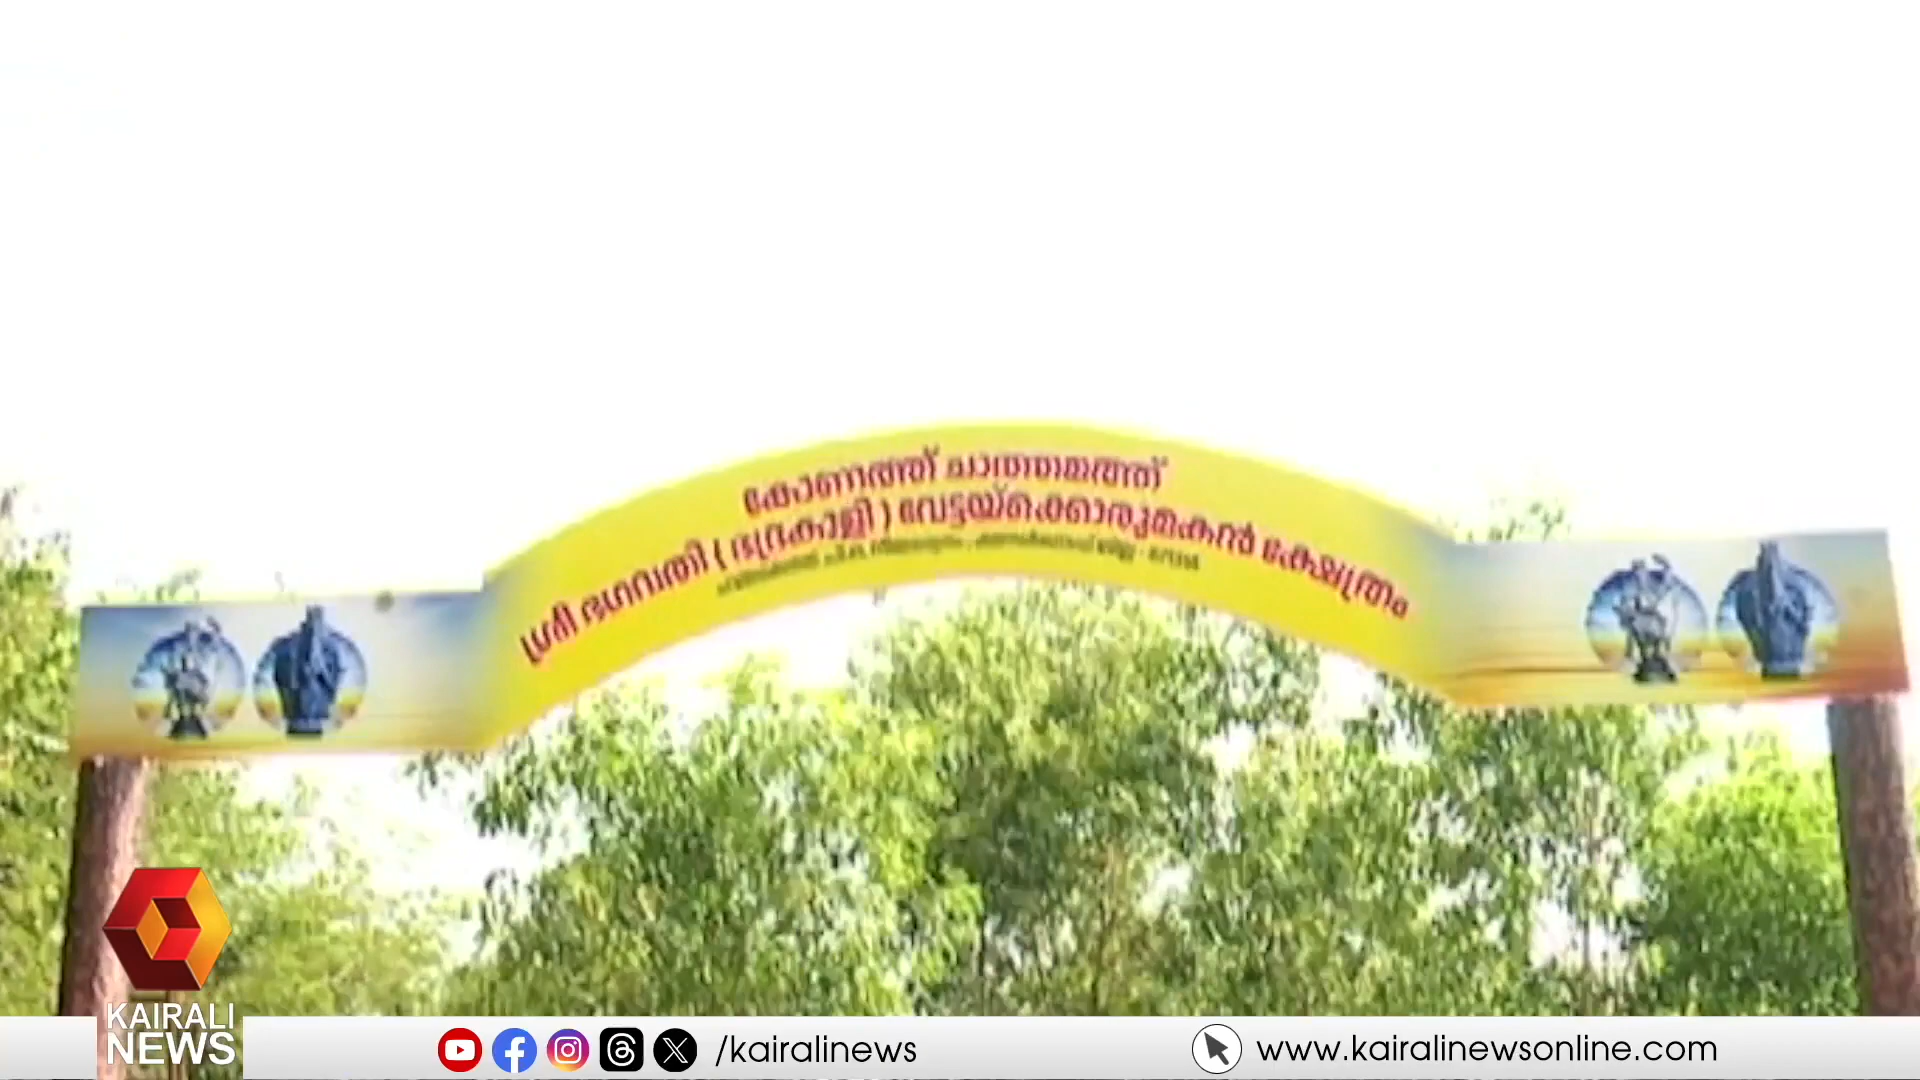 കോണത്ത് ചാത്തമത്ത്
ശ്രീ ഭഗവതി ( ഭദ്രകാളി ) വേട്ടയ്ക്കൊരുമകൻ ക്ഷേത്രം
KAIRALI
NEWS
/kairalinews
www.kairalinewsonline.com